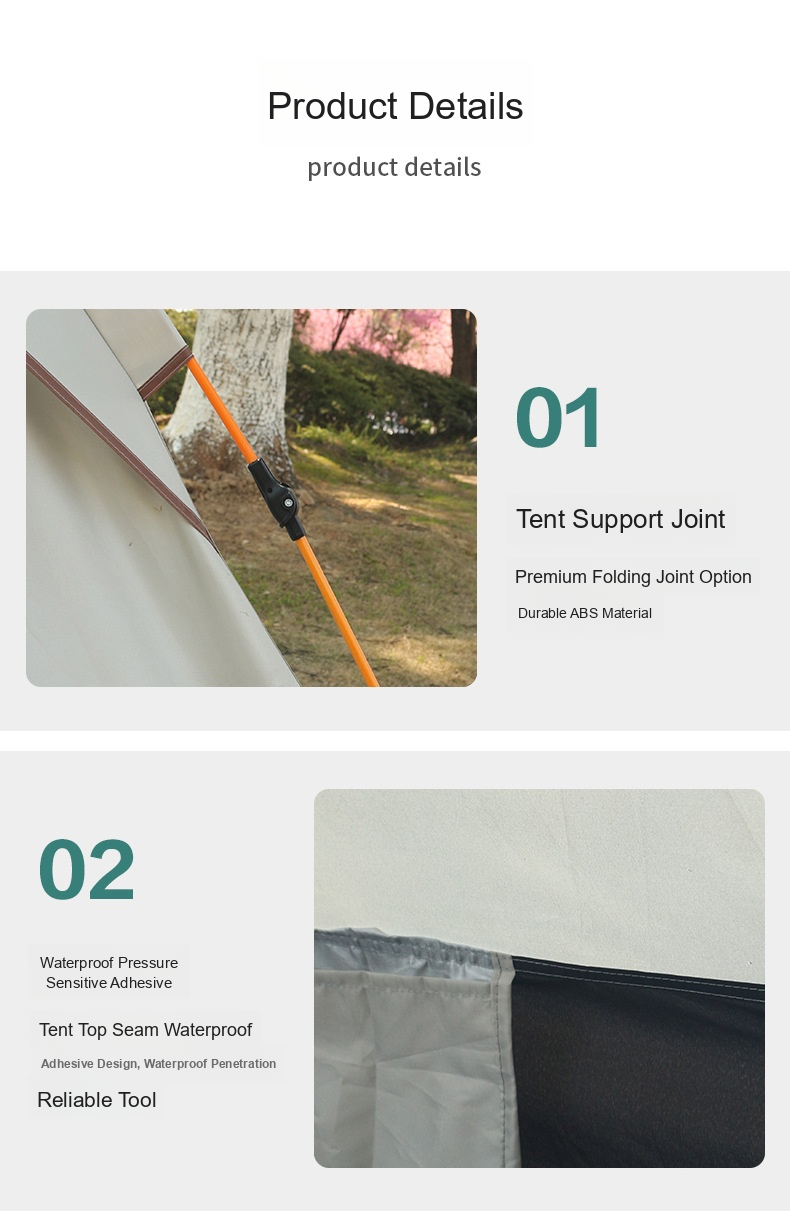 Product Details
product details
01
Tent Support Joint
Premium Folding Joint Option
Durable ABS Material
02
Waterproof Pressure
Sensitive Adhesive
Tent Top Seam Waterproof
Adhesive Design, Waterproof Penetration
Reliable Tool